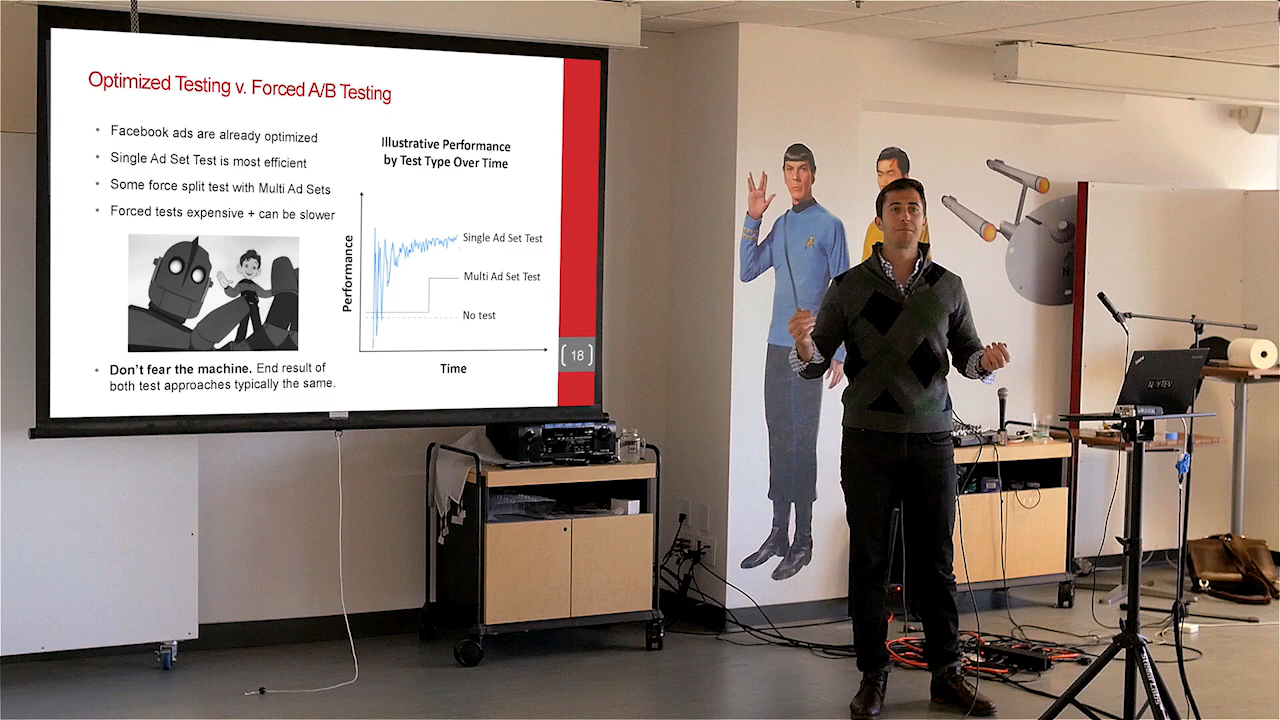 Optimized Testing v. Forced A/B Testing
• Facebook ads are already optimized
• Single Ad Set Test is most efficient
• Some force split test with Multi Ad Sets
• Forced tests expensive + can be slower
Illustrative Performance
by Test Type Over Time
Performance
Single Ad Set Test
Multi Ad Set Test
No test
Time
18
• Don't fear the machine. End result of
both test approaches typically the same.